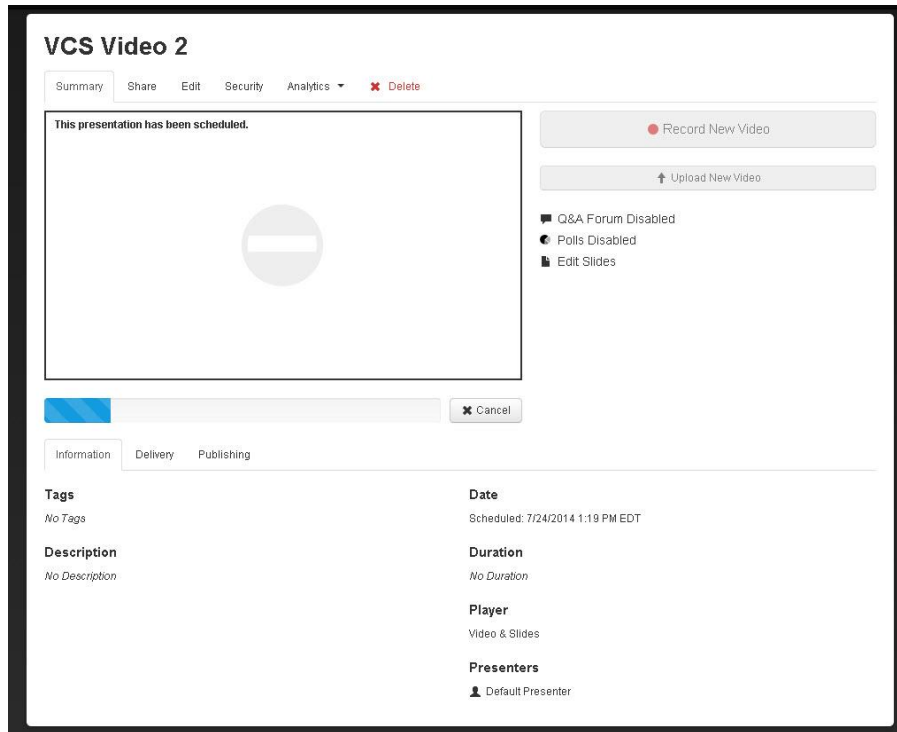 VCS Video 2
Summary Share Edit Security Analytics Delete
This presentation has been scheduled.
Record New Video
Upload New Video
Q&A Forum Disabled
Polls Disabled
Edit Slides
Cancel
Information Delivery Publishing
Tags
No Tags
Description
No Description
Date
Scheduled: 7/24/2014 1:19 PM EDT
Duration
No Duration
Player
Video & Slides
Presenters
Default Presenter